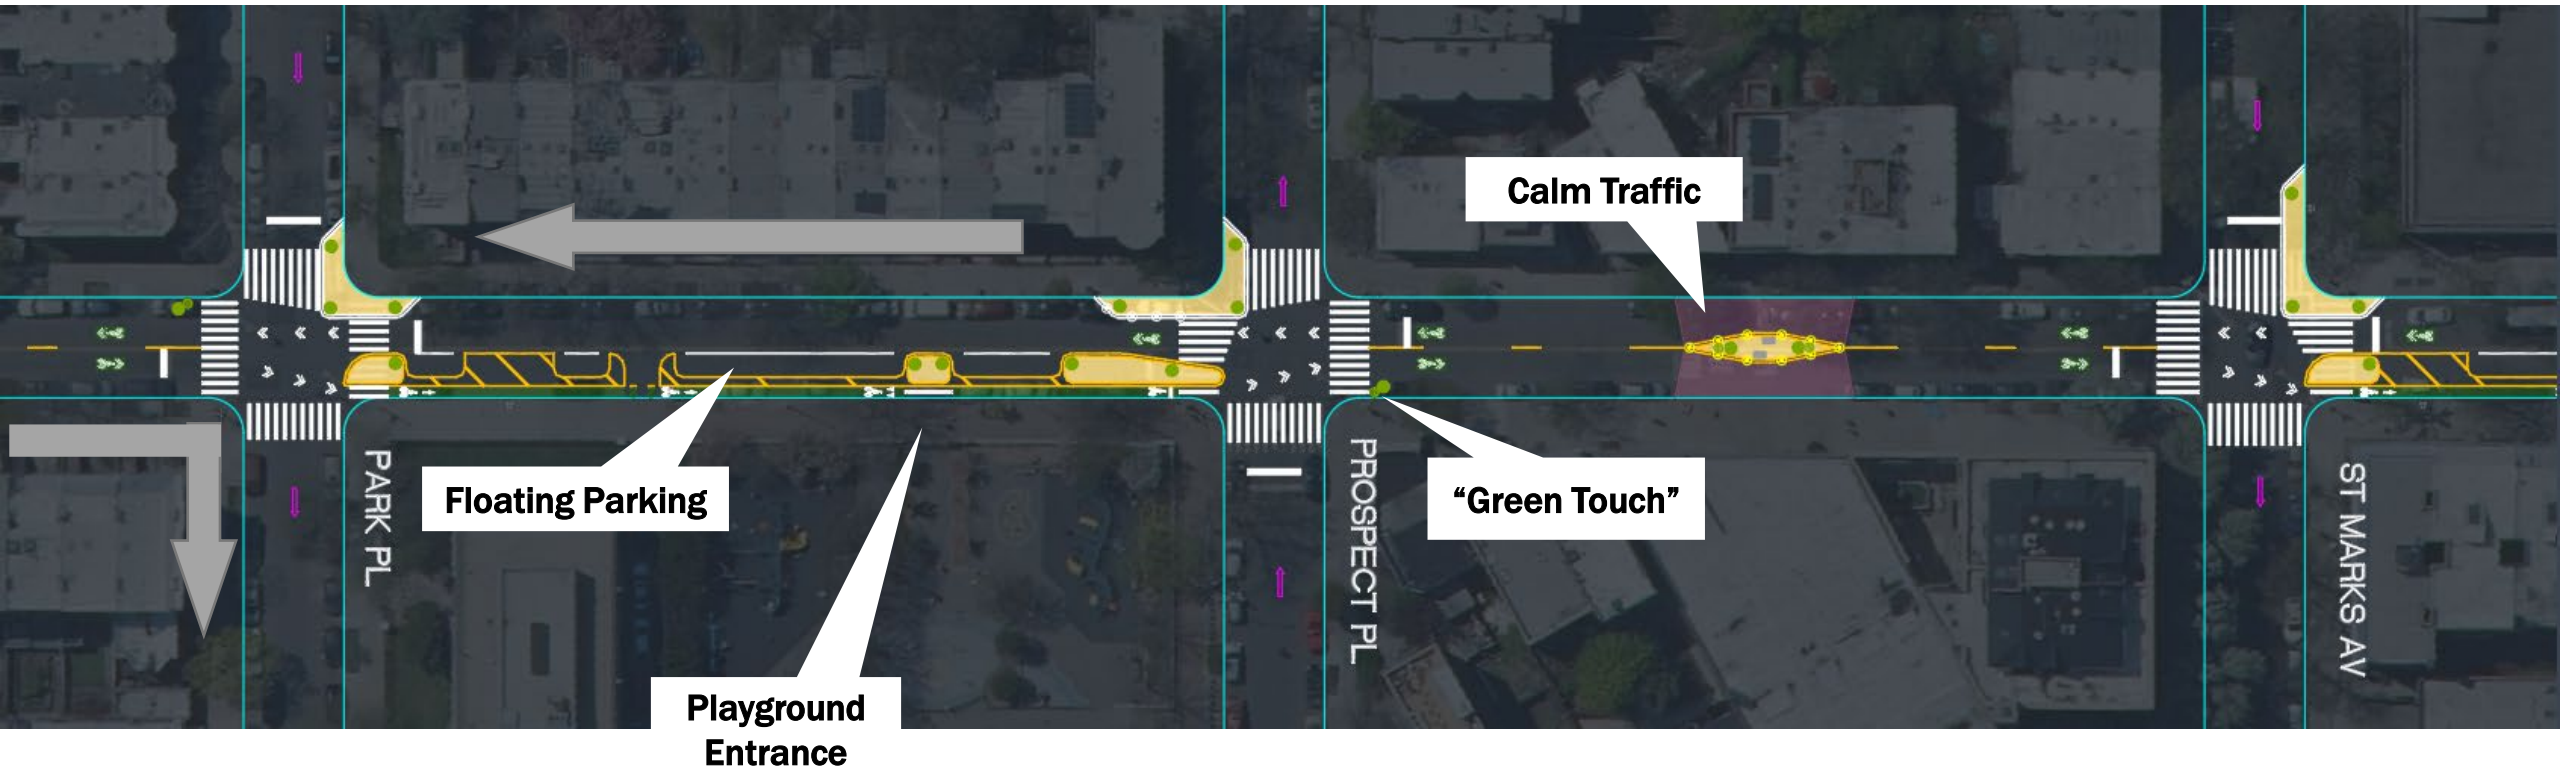 Calm Traffic
PARK PL
Floating Parking
PROSPECT PL
“Green Touch”
ST MARKS AV
Playground
Entrance